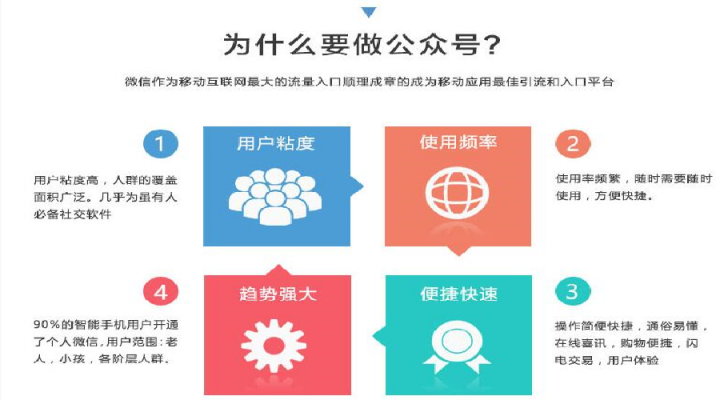 为什么要做公众号?
微信作为移动互联网最大的流量入口顺理成章的成为移动应用最佳引流和入口平台
1
用户粘度
用户粘度高，人群的覆盖
面积广泛。几乎为虽有人
必备社交软件
使用频率
2
使用率频繁，随时需要随时
使用，方便快捷。
4
趋势强大
90%的智能手机用户开通
了个人微信,用户范围:老
人，小孩，各阶层人群。
便捷快速
3
操作简便快捷，通俗易懂，
在线喜讯，购物便捷，闪
电交易，用户体验